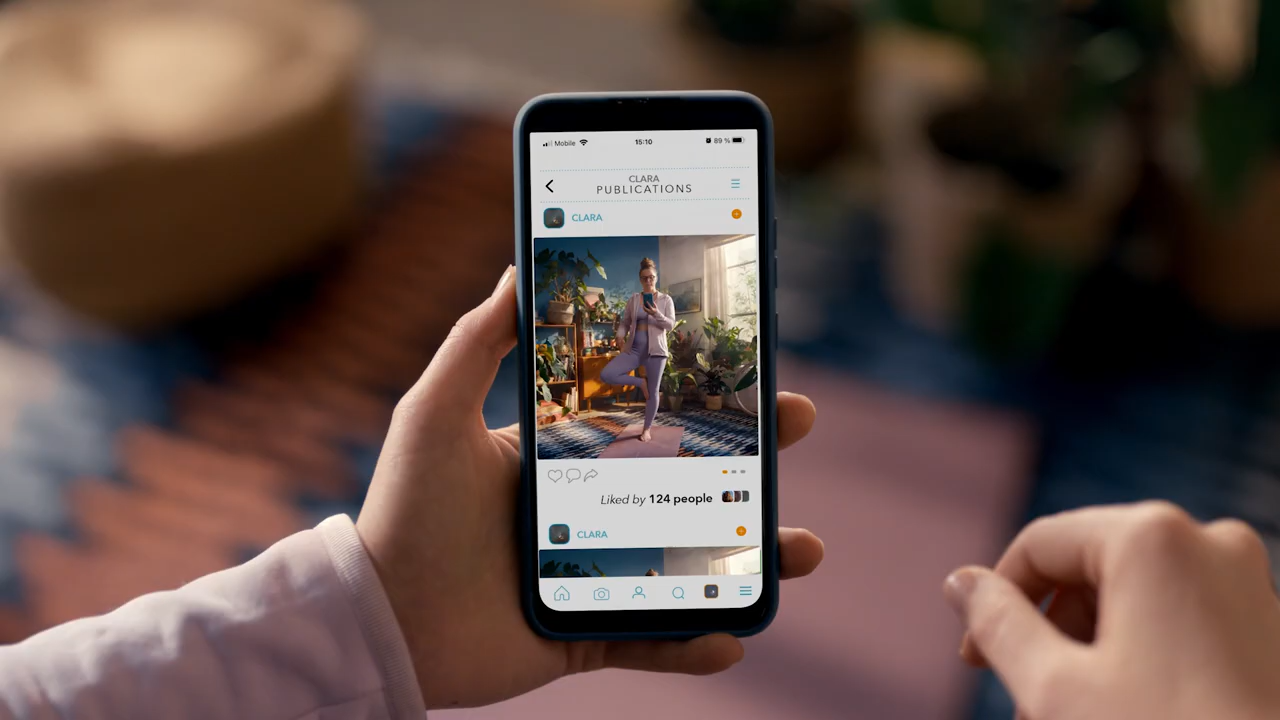 Mobile 15:10 89 %
CLARA
PUBLICATIONS
CLARA
Liked by 124 people
CLARA